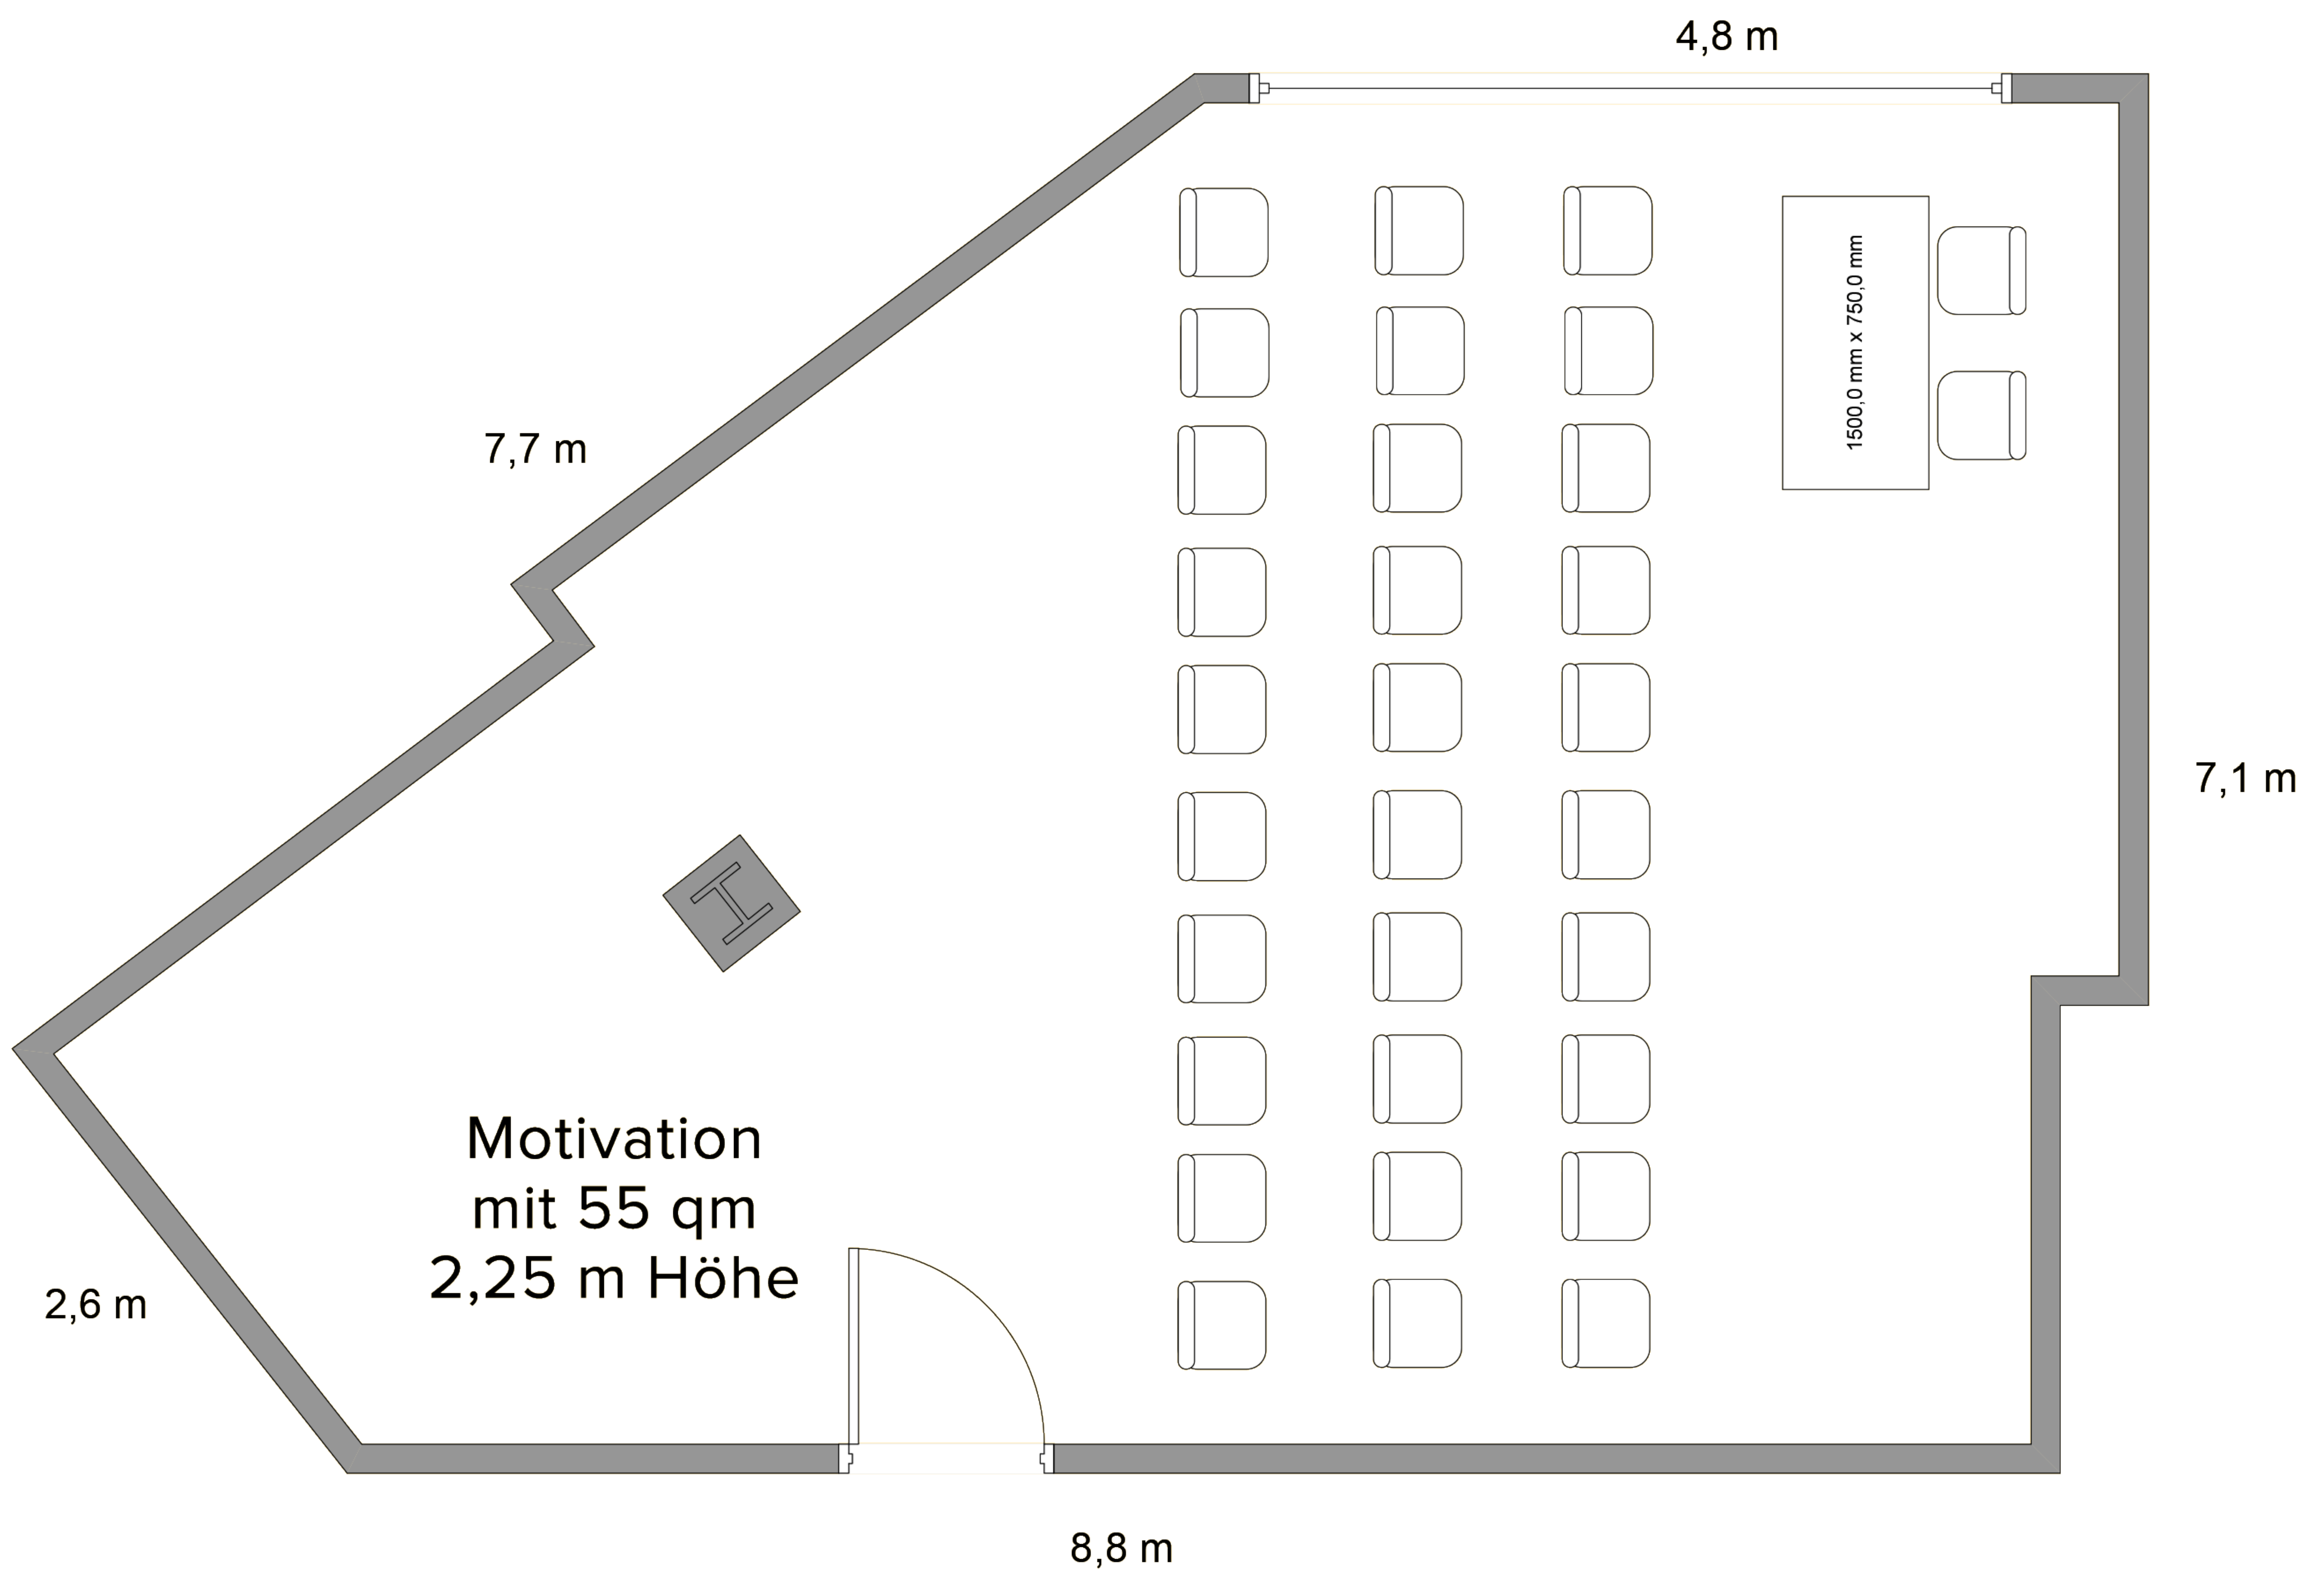 4,8 m
1500,0 mm x 750,0 mm
7,7 m
7,1 m
Motivation
mit 55 qm
2,25 m Höhe
2,6 m
8,8 m